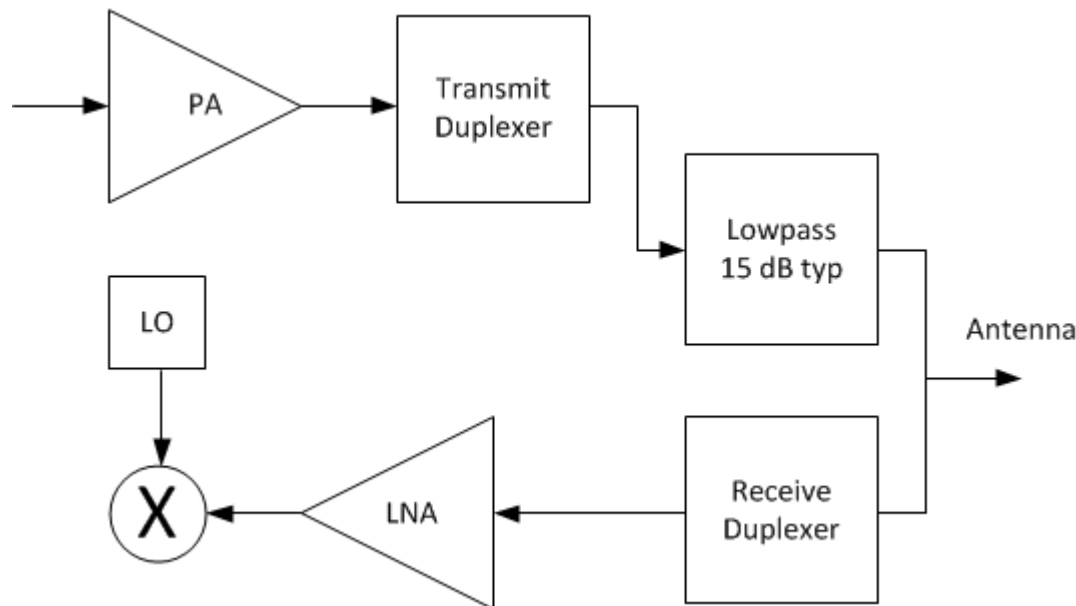 PA
Transmit
Duplexer
Lowpass
15 dB typ
LO
Antenna
X
LNA
Receive
Duplexer